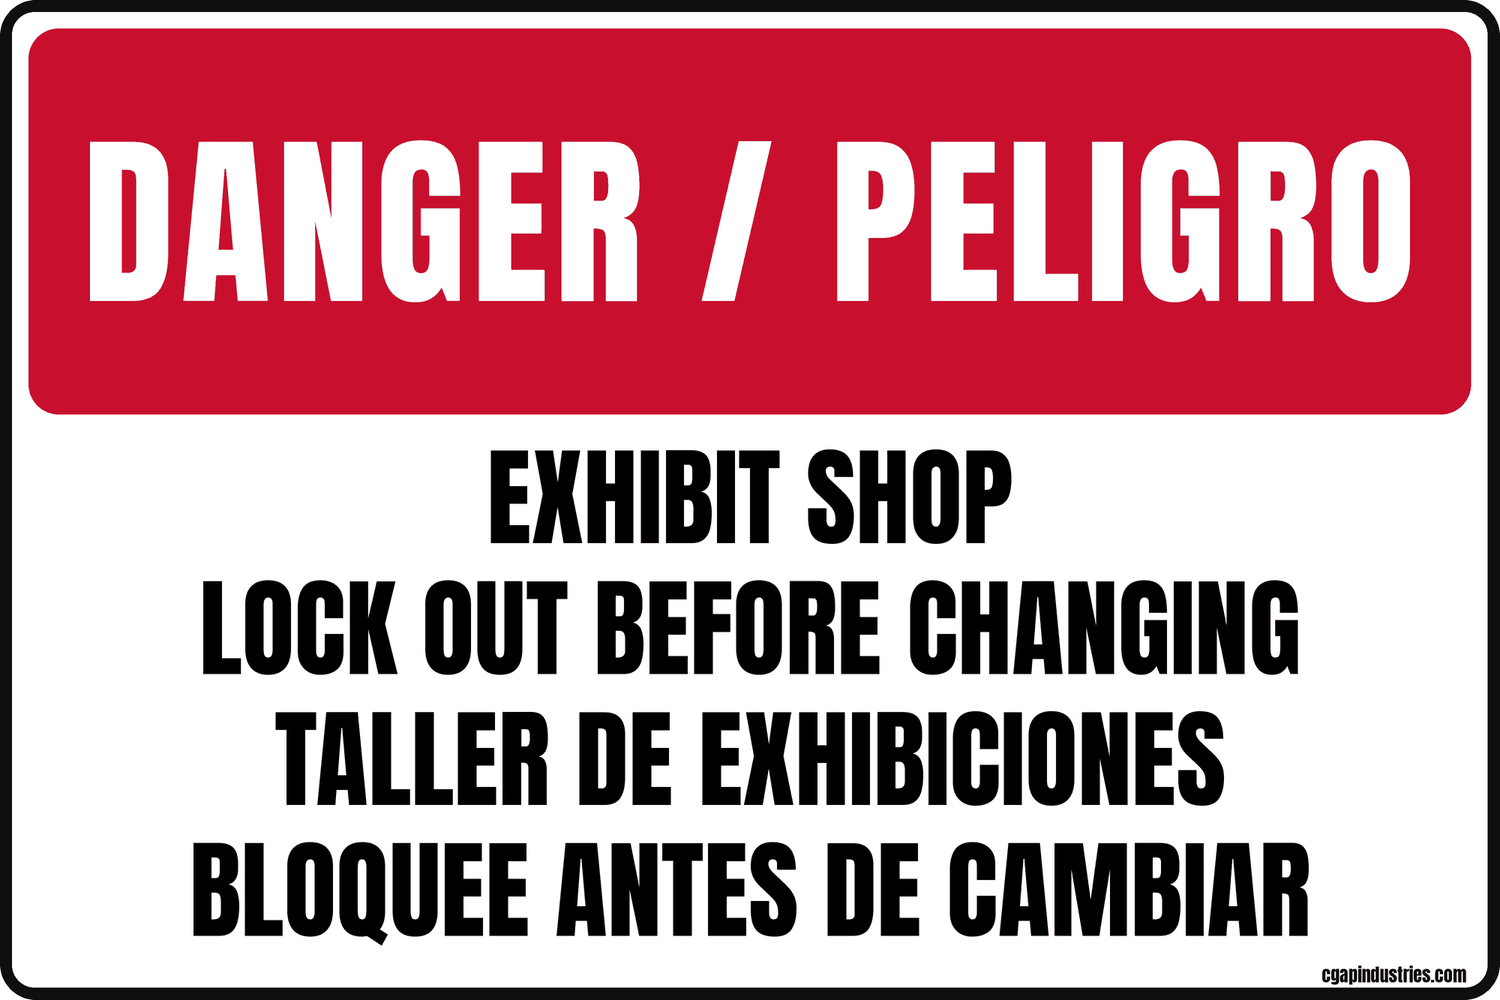 DANGER / PELIGRO
EXHIBIT SHOP
LOCK OUT BEFORE CHANGING
TALLER DE EXHIBICIONES
BLOQUEE ANTES DE CAMBIAR
cgapindustries.com